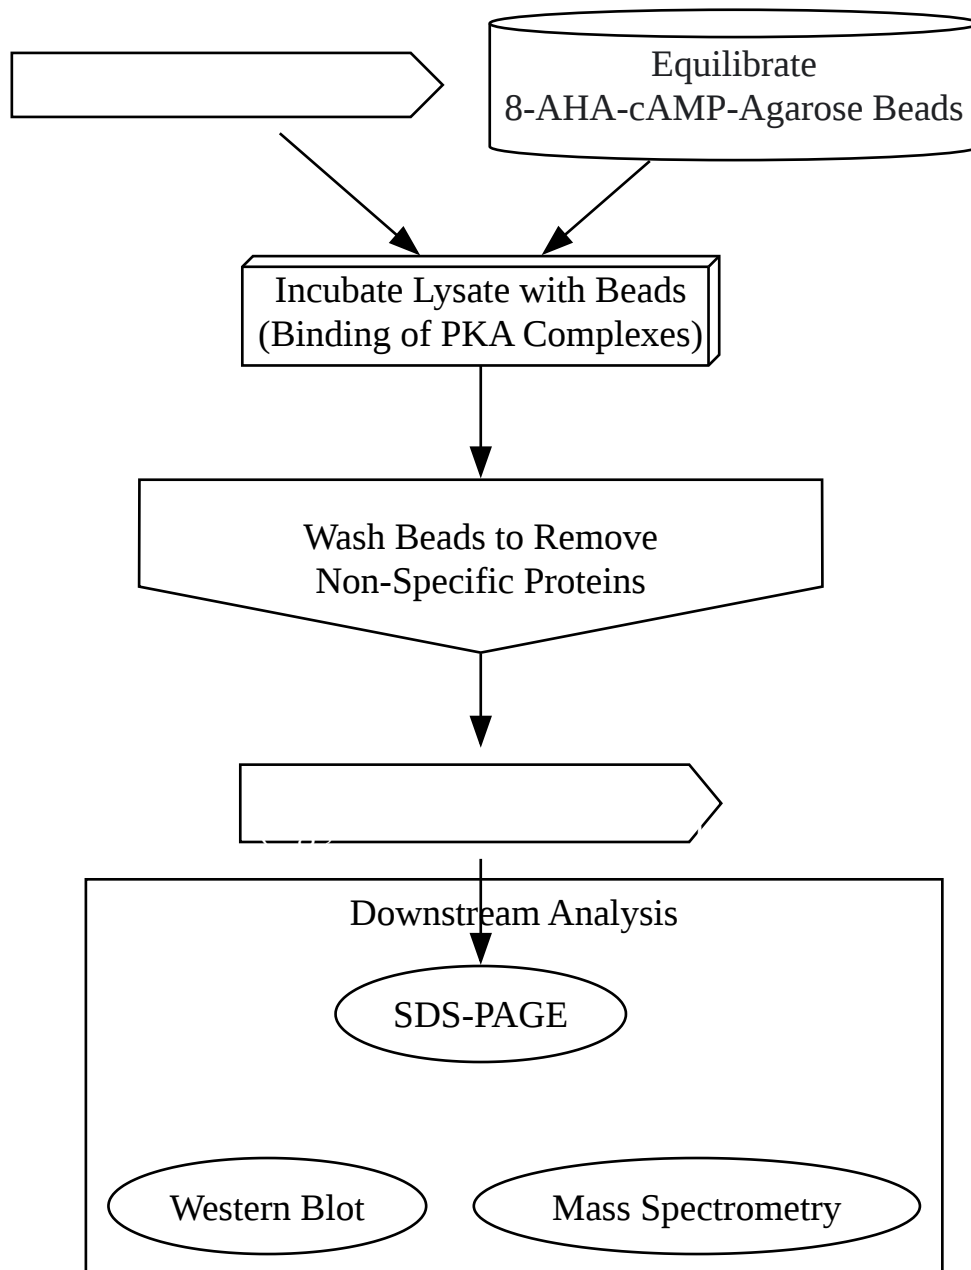 Equilibrate
8-AHA-cAMP-Agarose Beads
Incubate Lysate with Beads
(Binding of PKA Complexes)
Wash Beads to Remove
Non-Specific Proteins
Downstream Analysis
SDS-PAGE
Western Blot
Mass Spectrometry